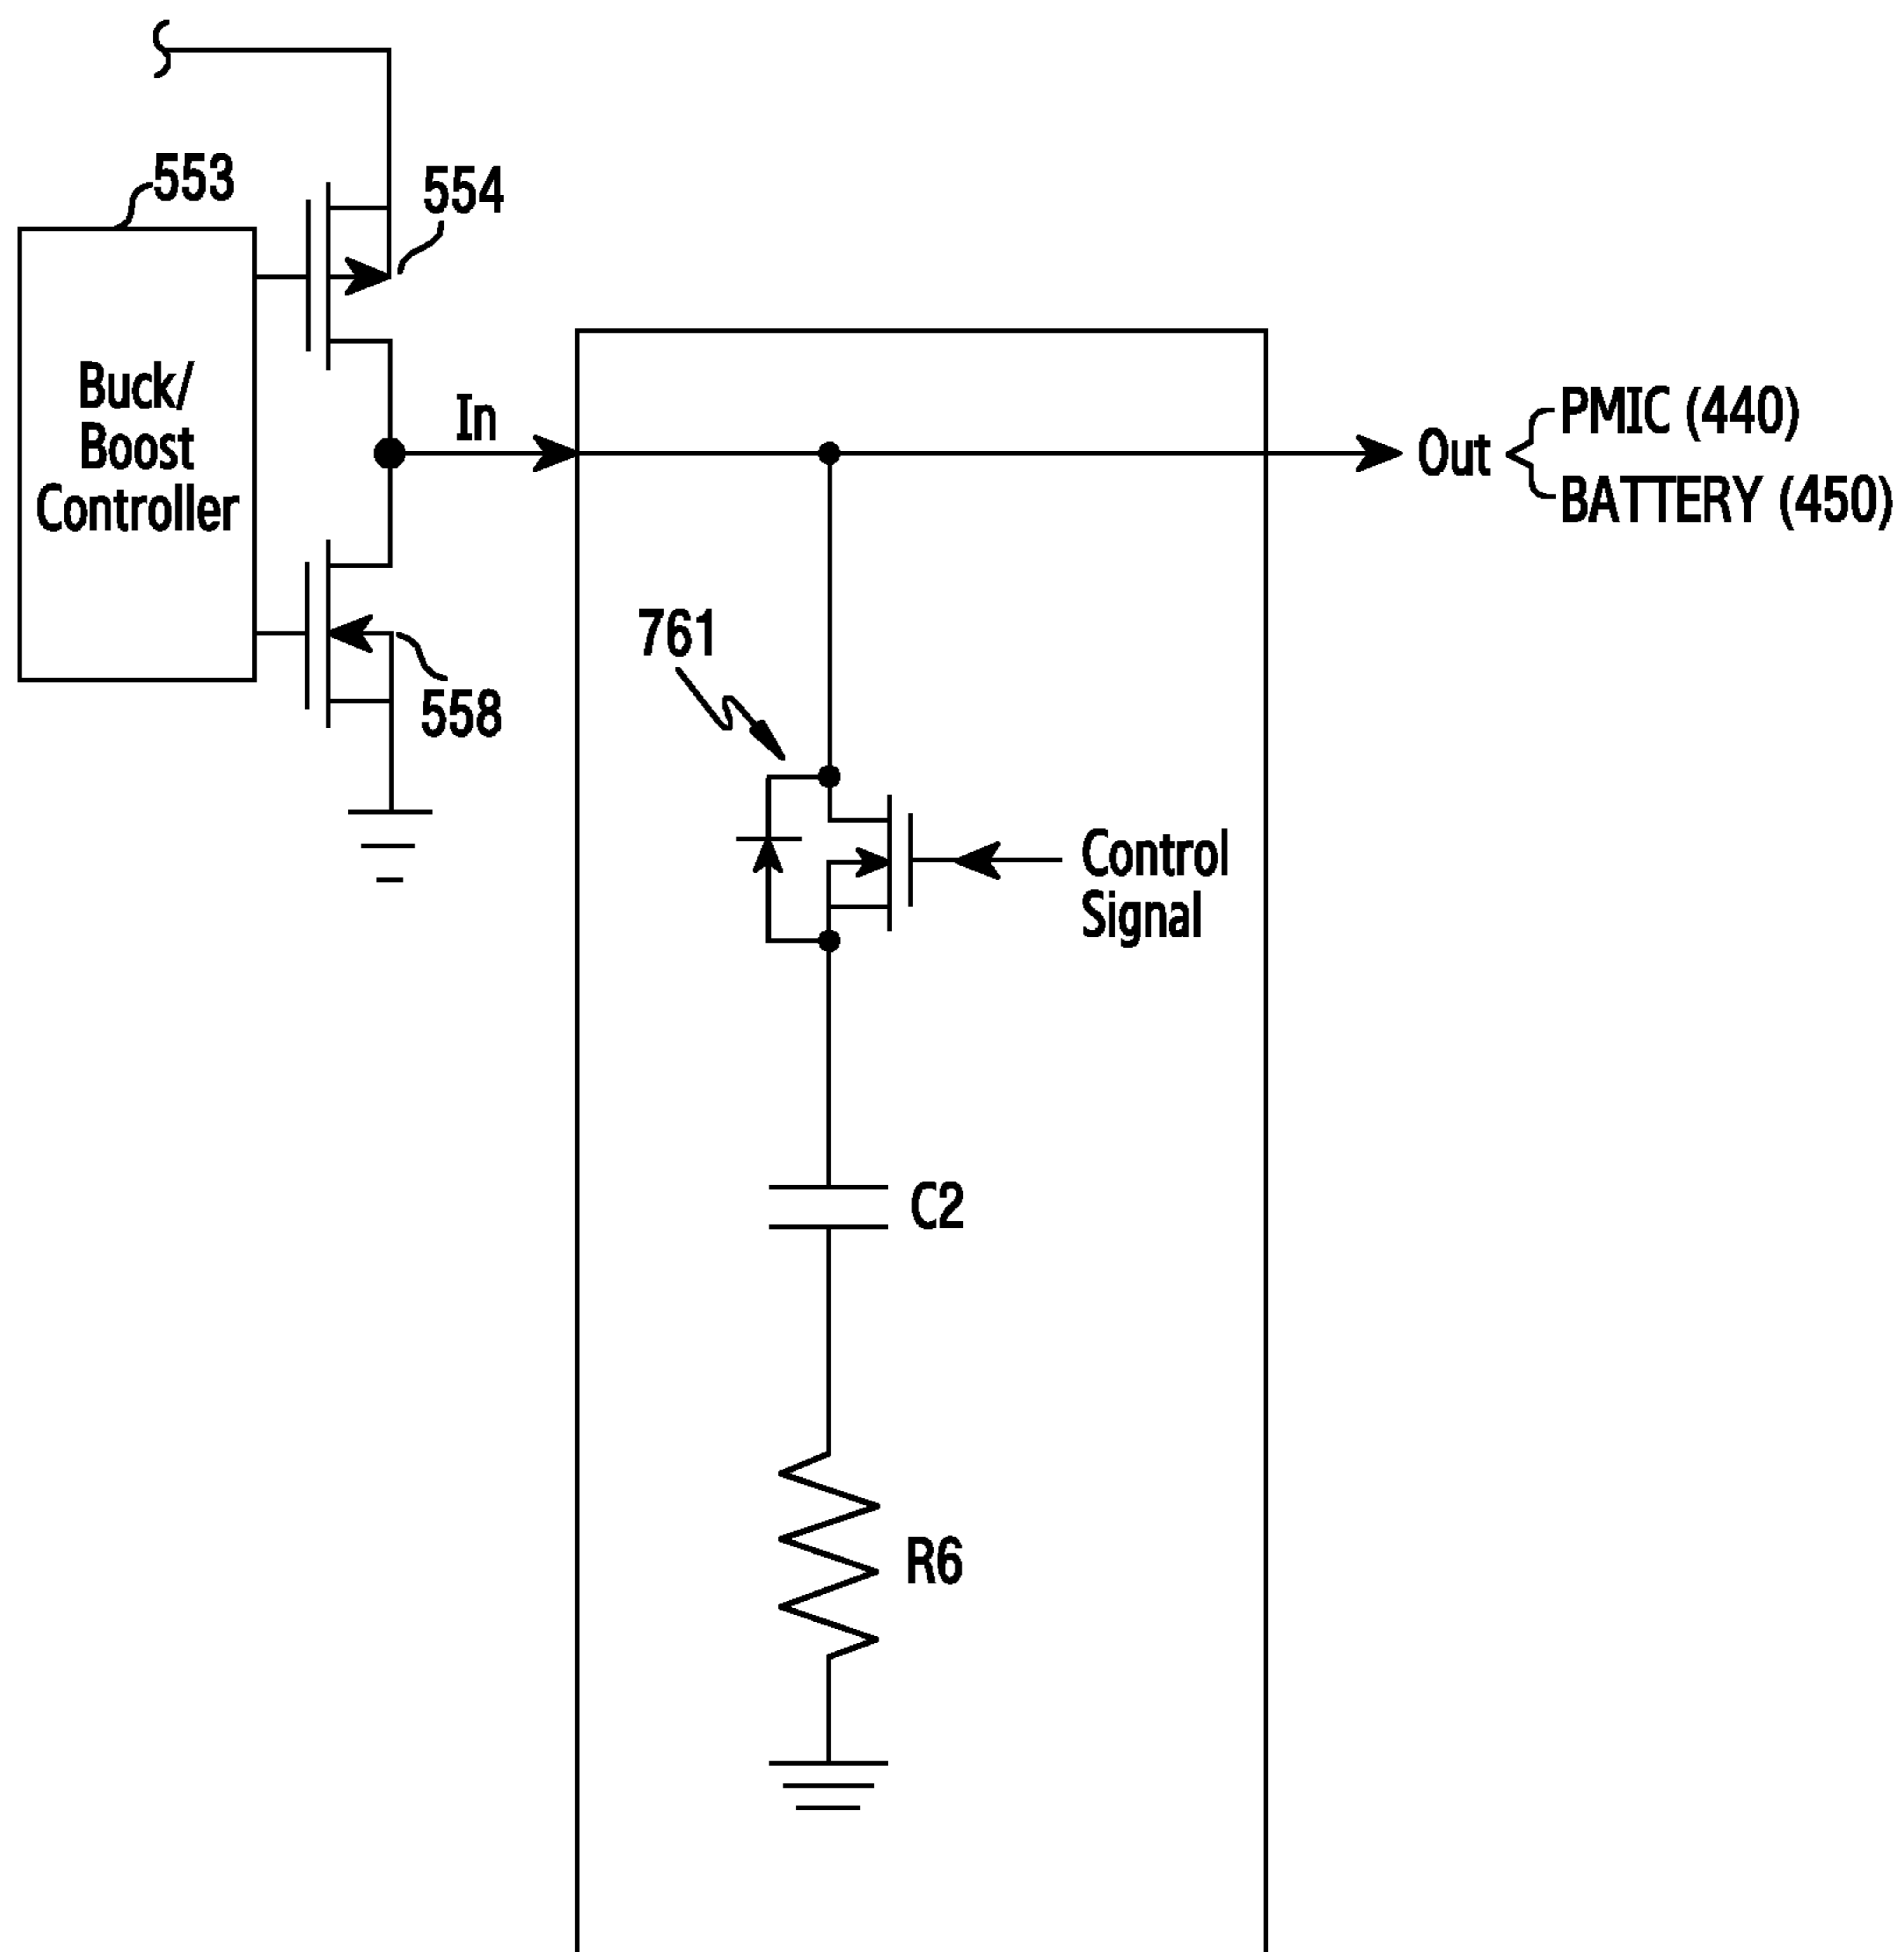 553
554
Buck/
Boost
Controller
In
Out
PMIC (440)
BATTERY (450)
558
761
Control
Signal
C2
R6